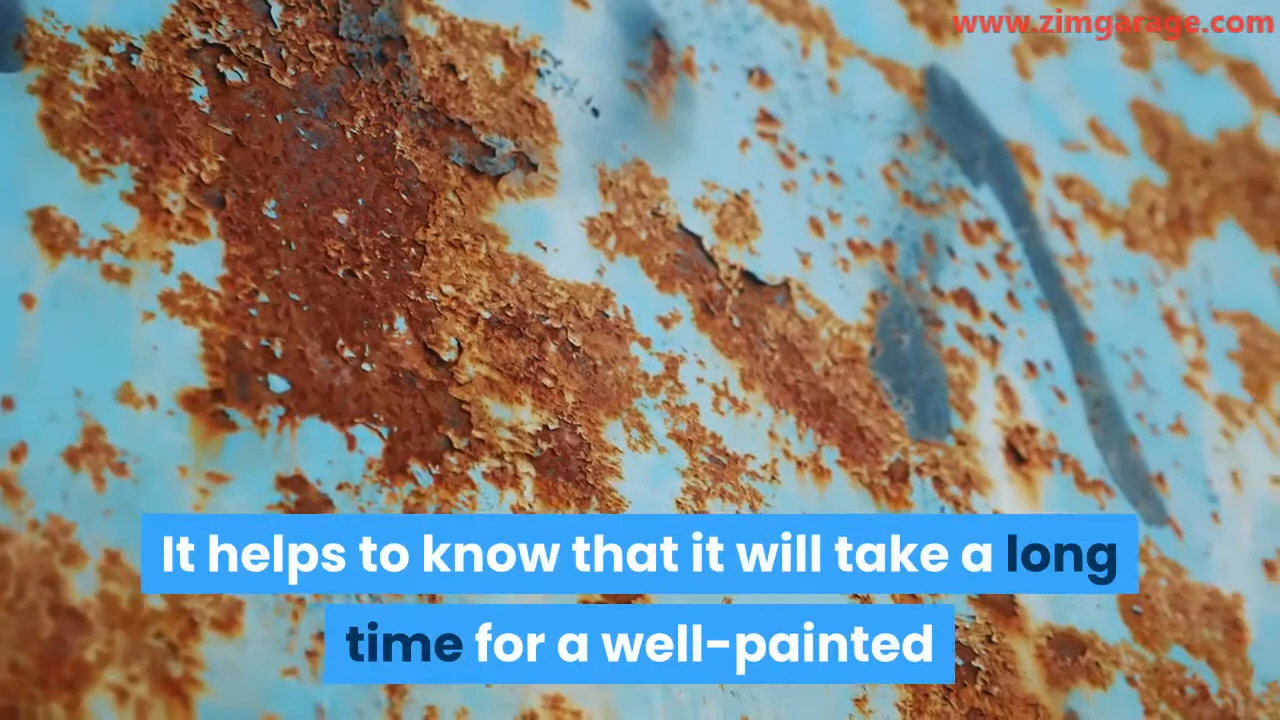 www.zimgarage.com
It helps to know that it will take a long
time for a well-painted